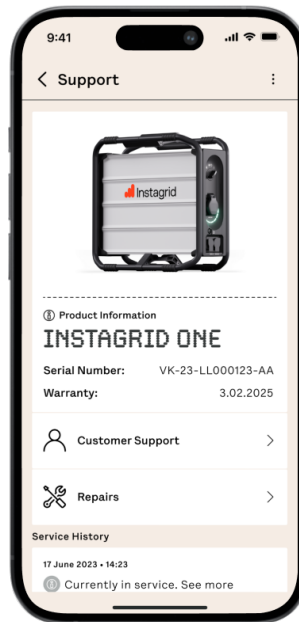 9:41
Support
Instagrid
Product Information
INSTAGRID ONE
Serial Number: VK-23-LL000123-AA
Warranty: 3.02.2025
Customer Support
Repairs
Service History
17 June 2023 • 14:23
Currently in service. See more